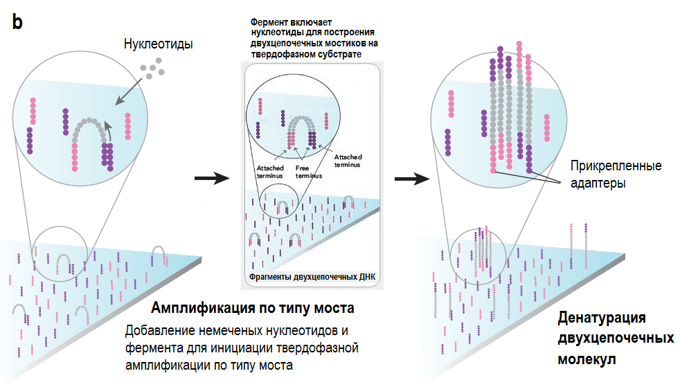 b
Нуклеотиды
Фермент включает
нуклеотиды для построения
двухцепочечных мостиков на
твердофазном субстрате
Attached
terminus
Free
terminus
Attached
terminus
Фрагменты двухцепочечных ДНК
Прикрепленные
адаптеры
Амплификация по типу моста
Добавление немеченых нуклеотидов и
фермента для инициации твердофазной
амплификации по типу моста
Денатурация
двухцепочечных
молекул